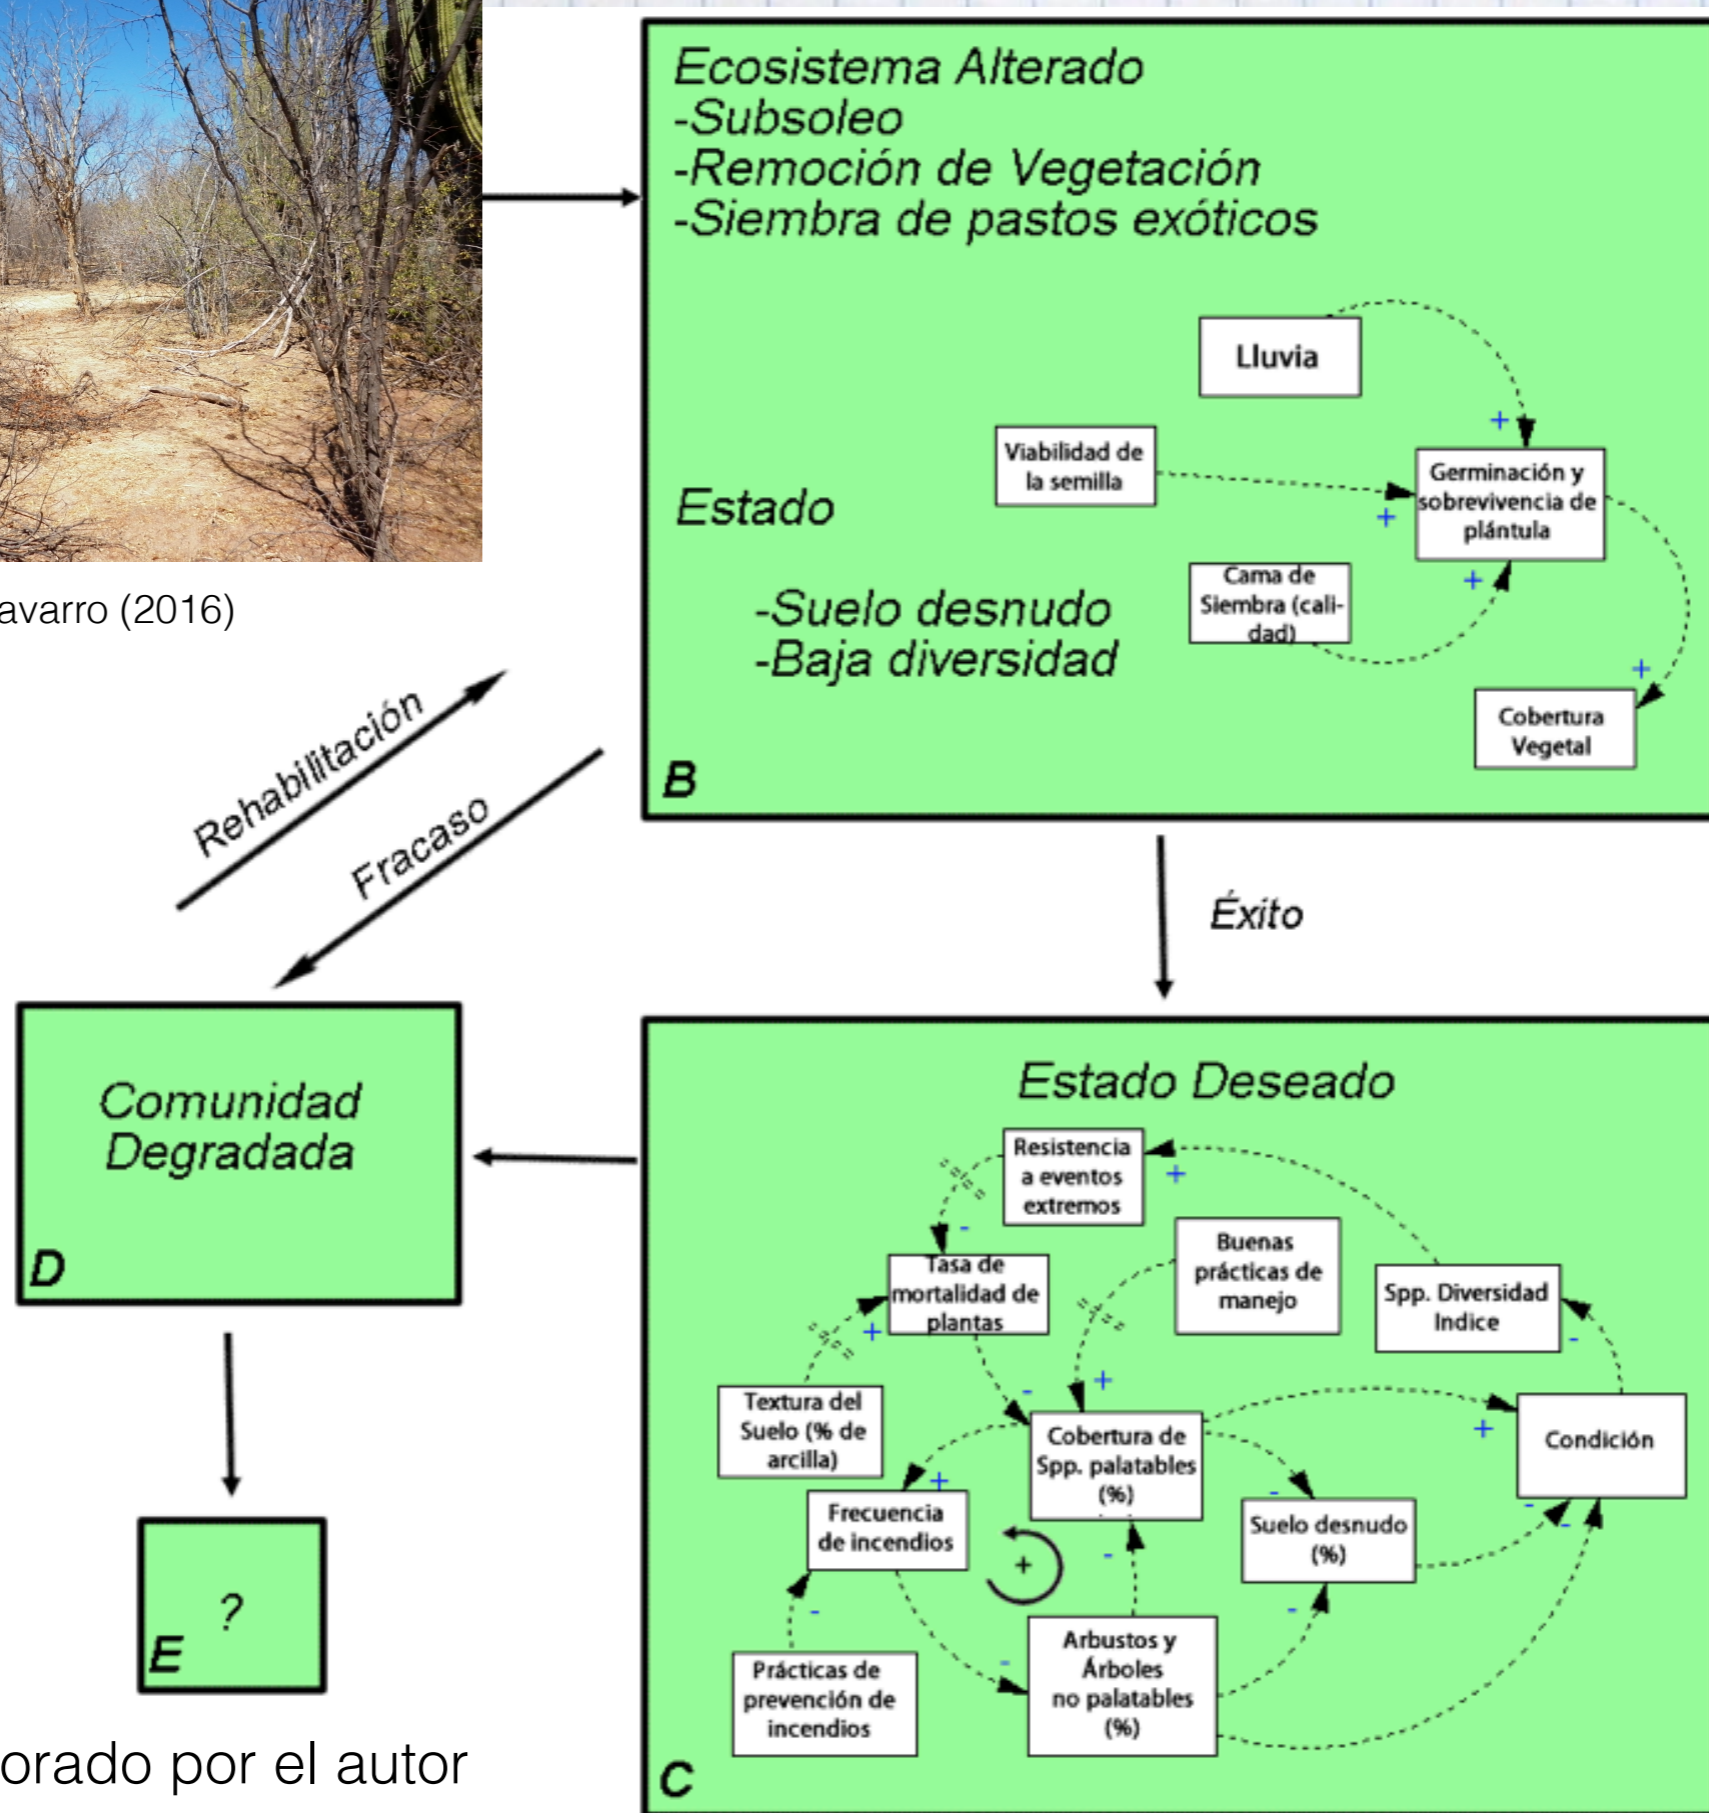 Ecosistema Alterado
-Subsoleo
-Remoción de Vegetación
-Siembra de pastos exóticos
Lluvia
+
Viabilidad de
la semilla
+
Germinación y
sobrevivencia de
plántula
Estado
Cama de
Siembra (cali-
dad)
+
-Suelo desnudo
-Baja diversidad
+
Cobertura
Vegetal
B
avarro (2016)
Rehabilitación
Fracaso
Éxito
Comunidad
Degradada
D
?
E
Estado Deseado
Resistencia
a eventos
extremos
+
-
Buenas
prácticas de
manejo
Tasa de
mortalidad de
plantas
+
Spp. Diversidad
Indice
-
-
+
Textura del
Suelo (% de
arcilla)
Cobertura de
Spp. palatables
(%)
+
Condición
+
Frecuencia
de incendios
-
Suelo desnudo
(%)
-
-
+
-
-
-
-
Arbustos y
Árboles
no palatables
(%)
Prácticas de
prevención de
incendios
C
orado por el autor